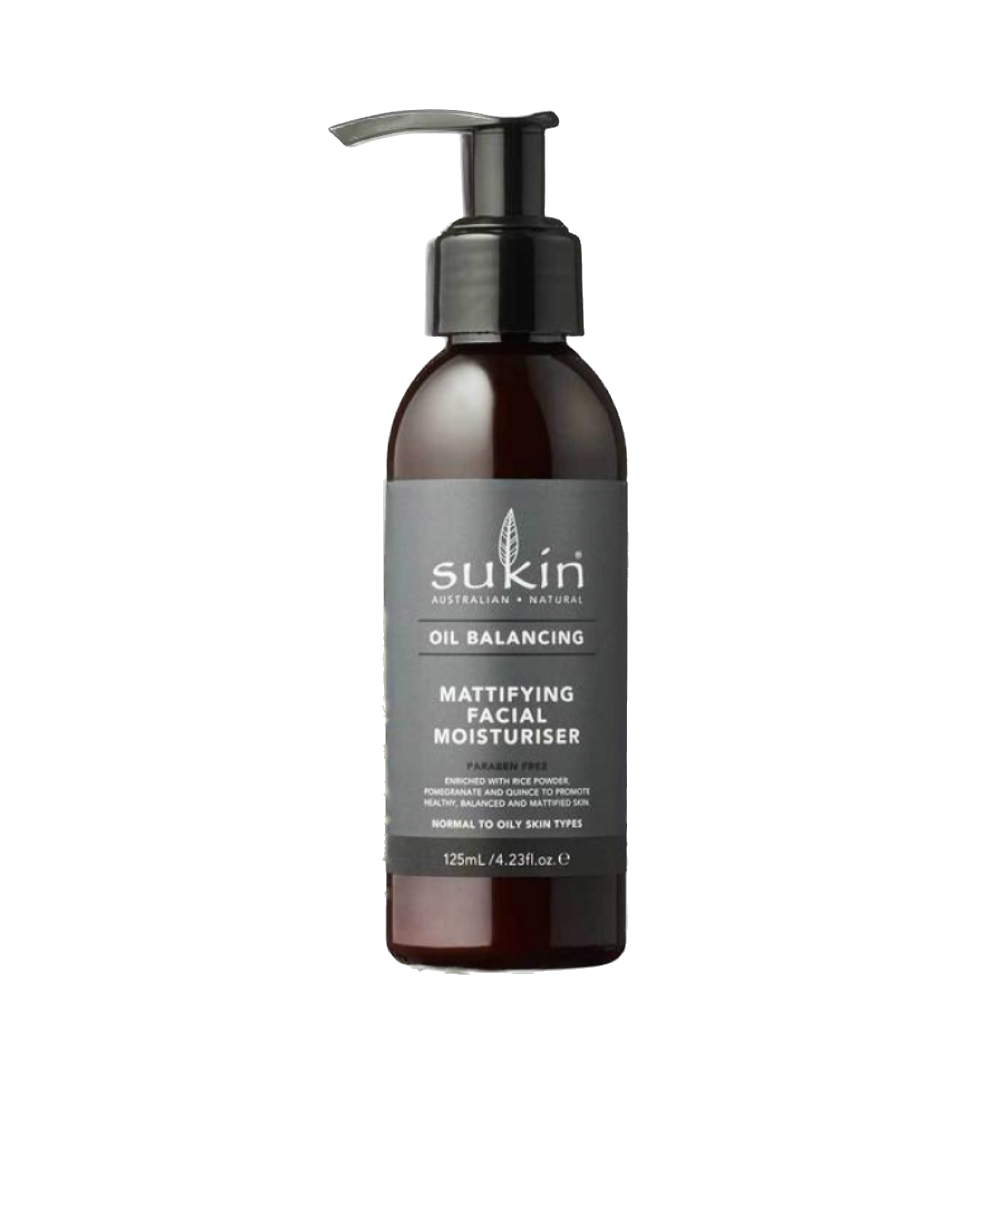 sukin®
AUSTRALIAN • NATURAL
OIL BALANCING
MATTIFYING
FACIAL
MOISTURISER
PARABEN FREE
ENRICHED WITH RICE POWDER,
POMEGRANATE AND QUINCE TO PROMOTE
HEALTHY, BALANCED AND MATTIFIED SKIN.
NORMAL TO OILY SKIN TYPES
125mL /4.23fl.oz.℮